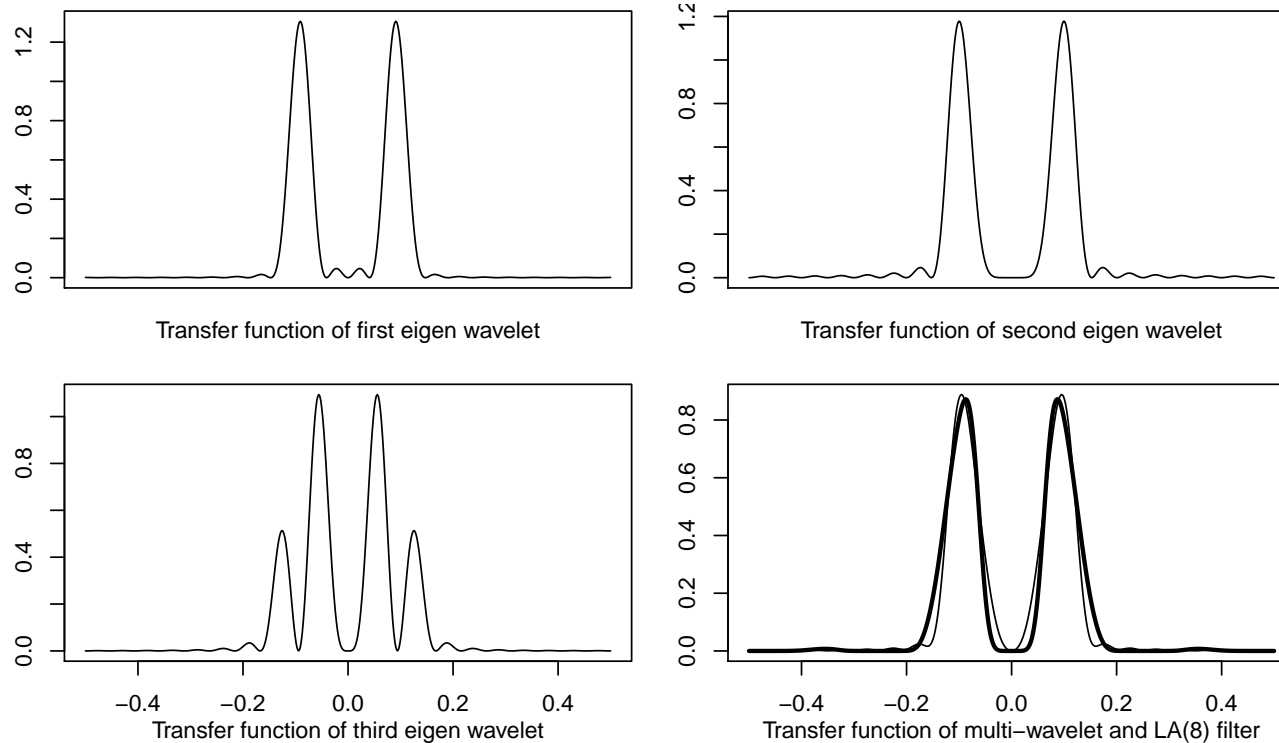 1.2
0.8
0.4
0.0
Transfer function of first eigen wavelet
1.2
0.8
0.4
0.0
Transfer function of second eigen wavelet
0.8
0.4
0.0
−0.4 −0.2 0.0 0.2 0.4
Transfer function of third eigen wavelet
0.8
0.6
0.4
0.2
0.0
−0.4 −0.2 0.0 0.2 0.4
Transfer function of multi−wavelet and LA(8) filter